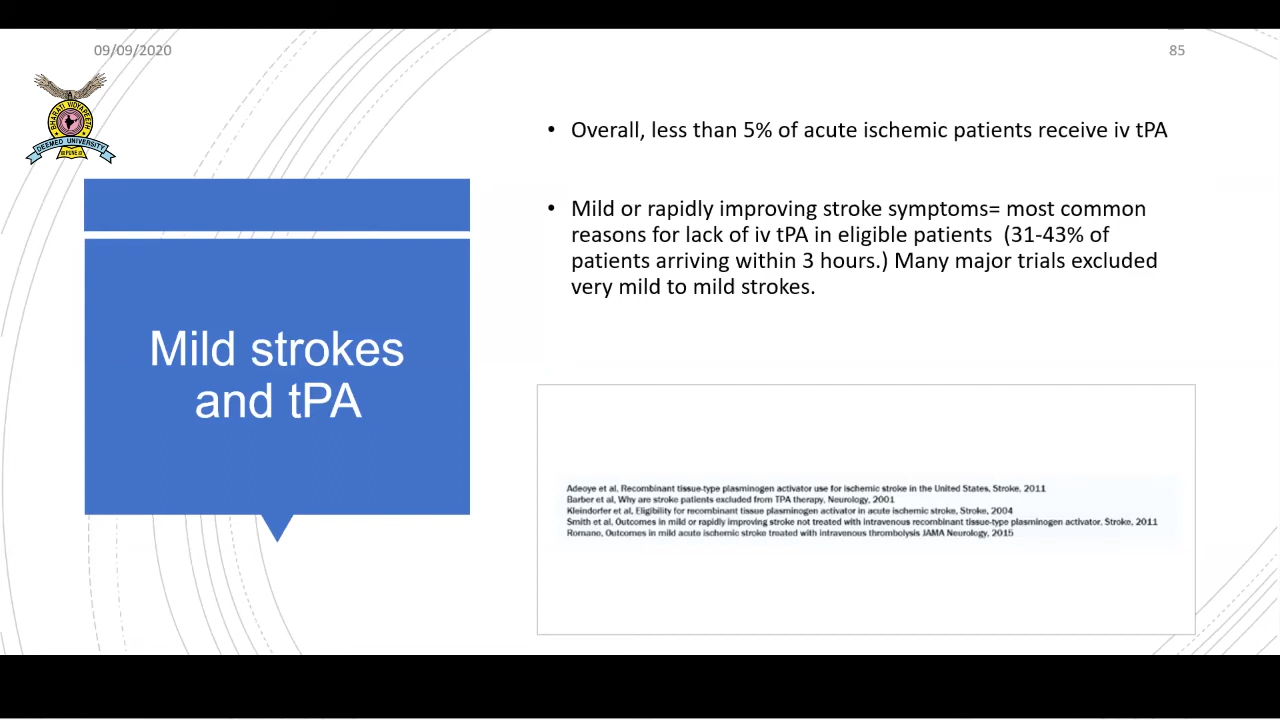 09/09/2020
85
BHARATI VIDYAPEETH
DEEMED UNIVERSITY
Mild strokes
and tPA
• Overall, less than 5% of acute ischemic patients receive iv tPA
• Mild or rapidly improving stroke symptoms= most common
reasons for lack of iv tPA in eligible patients (31-43% of
patients arriving within 3 hours.) Many major trials excluded
very mild to mild strokes.
Adeoye et al, Recombinant tissue-type plasminogen activator use for ischemic stroke in the United States, Stroke, 2011
Barber et al, Why are stroke patients excluded from TPA therapy, Neurology, 2001
Kleindorfer et al, Eligibility for recombinant tissue plasminogen activator in acute ischemic stroke, Stroke, 2004
Smith et al, Outcomes in mild or rapidly improving stroke not treated with intravenous recombinant tissue-type plasminogen activator, Stroke, 2011
Romano, Outcomes in mild acute ischemic stroke treated with intravenous thrombolysis JAMA Neurology, 2015